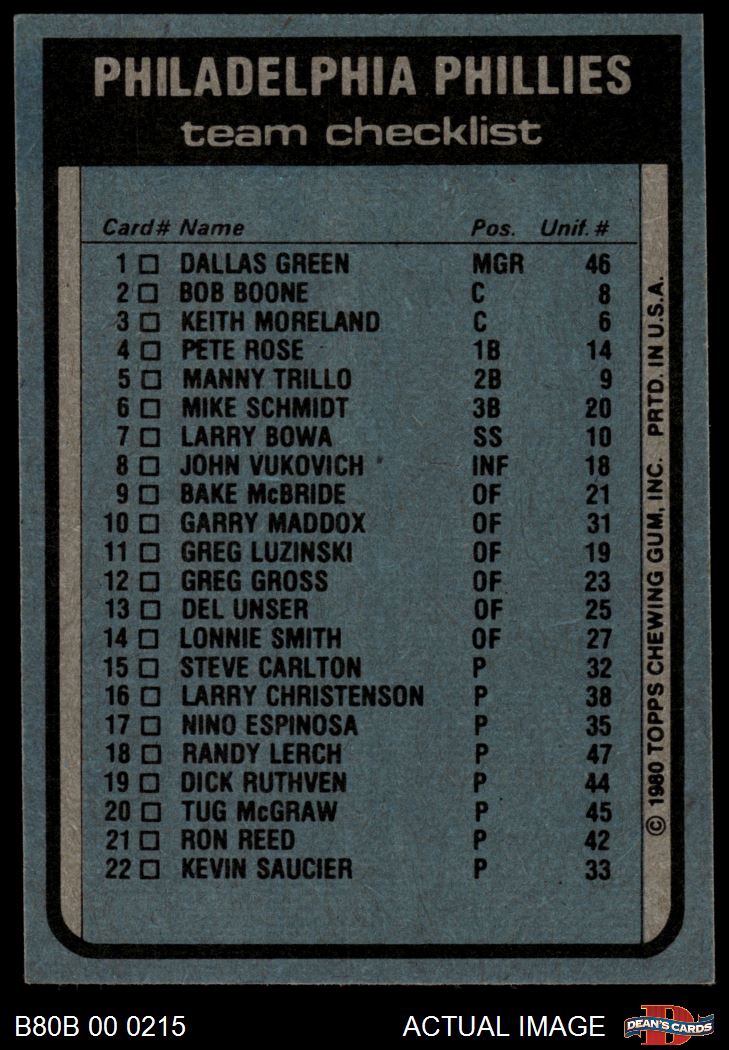 PHILADELPHIA PHILLIES
team checklist
Card# Name Pos. Unif. #
1 □ DALLAS GREEN MGR 46
2 □ BOB BOONE C 8
3 □ KEITH MORELAND C 6
4 □ PETE ROSE 1B 14
5 □ MANNY TRILLO 2B 9
6 □ MIKE SCHMIDT 3B 20
7 □ LARRY BOWA SS 10
8 □ JOHN VUKOVICH INF 18
9 □ BAKE McBRIDE OF 21
10 □ GARRY MADDOX OF 31
11 □ GREG LUZINSKI OF 19
12 □ GREG GROSS OF 23
13 □ DEL UNSER OF 25
14 □ LONNIE SMITH OF 27
15 □ STEVE CARLTON P 32
16 □ LARRY CHRISTENSON P 38
17 □ NINO ESPINOSA P 35
18 □ RANDY LERCH P 47
19 □ DICK RUTHVEN P 44
20 □ TUG McGRAW P 45
21 □ RON REED P 42
22 □ KEVIN SAUCIER P 33
© 1980 TOPPS CHEWING GUM, INC. PRTD. IN U.S.A.
B80B 00 0215 ACTUAL IMAGE
D
DEAN'S CARDS